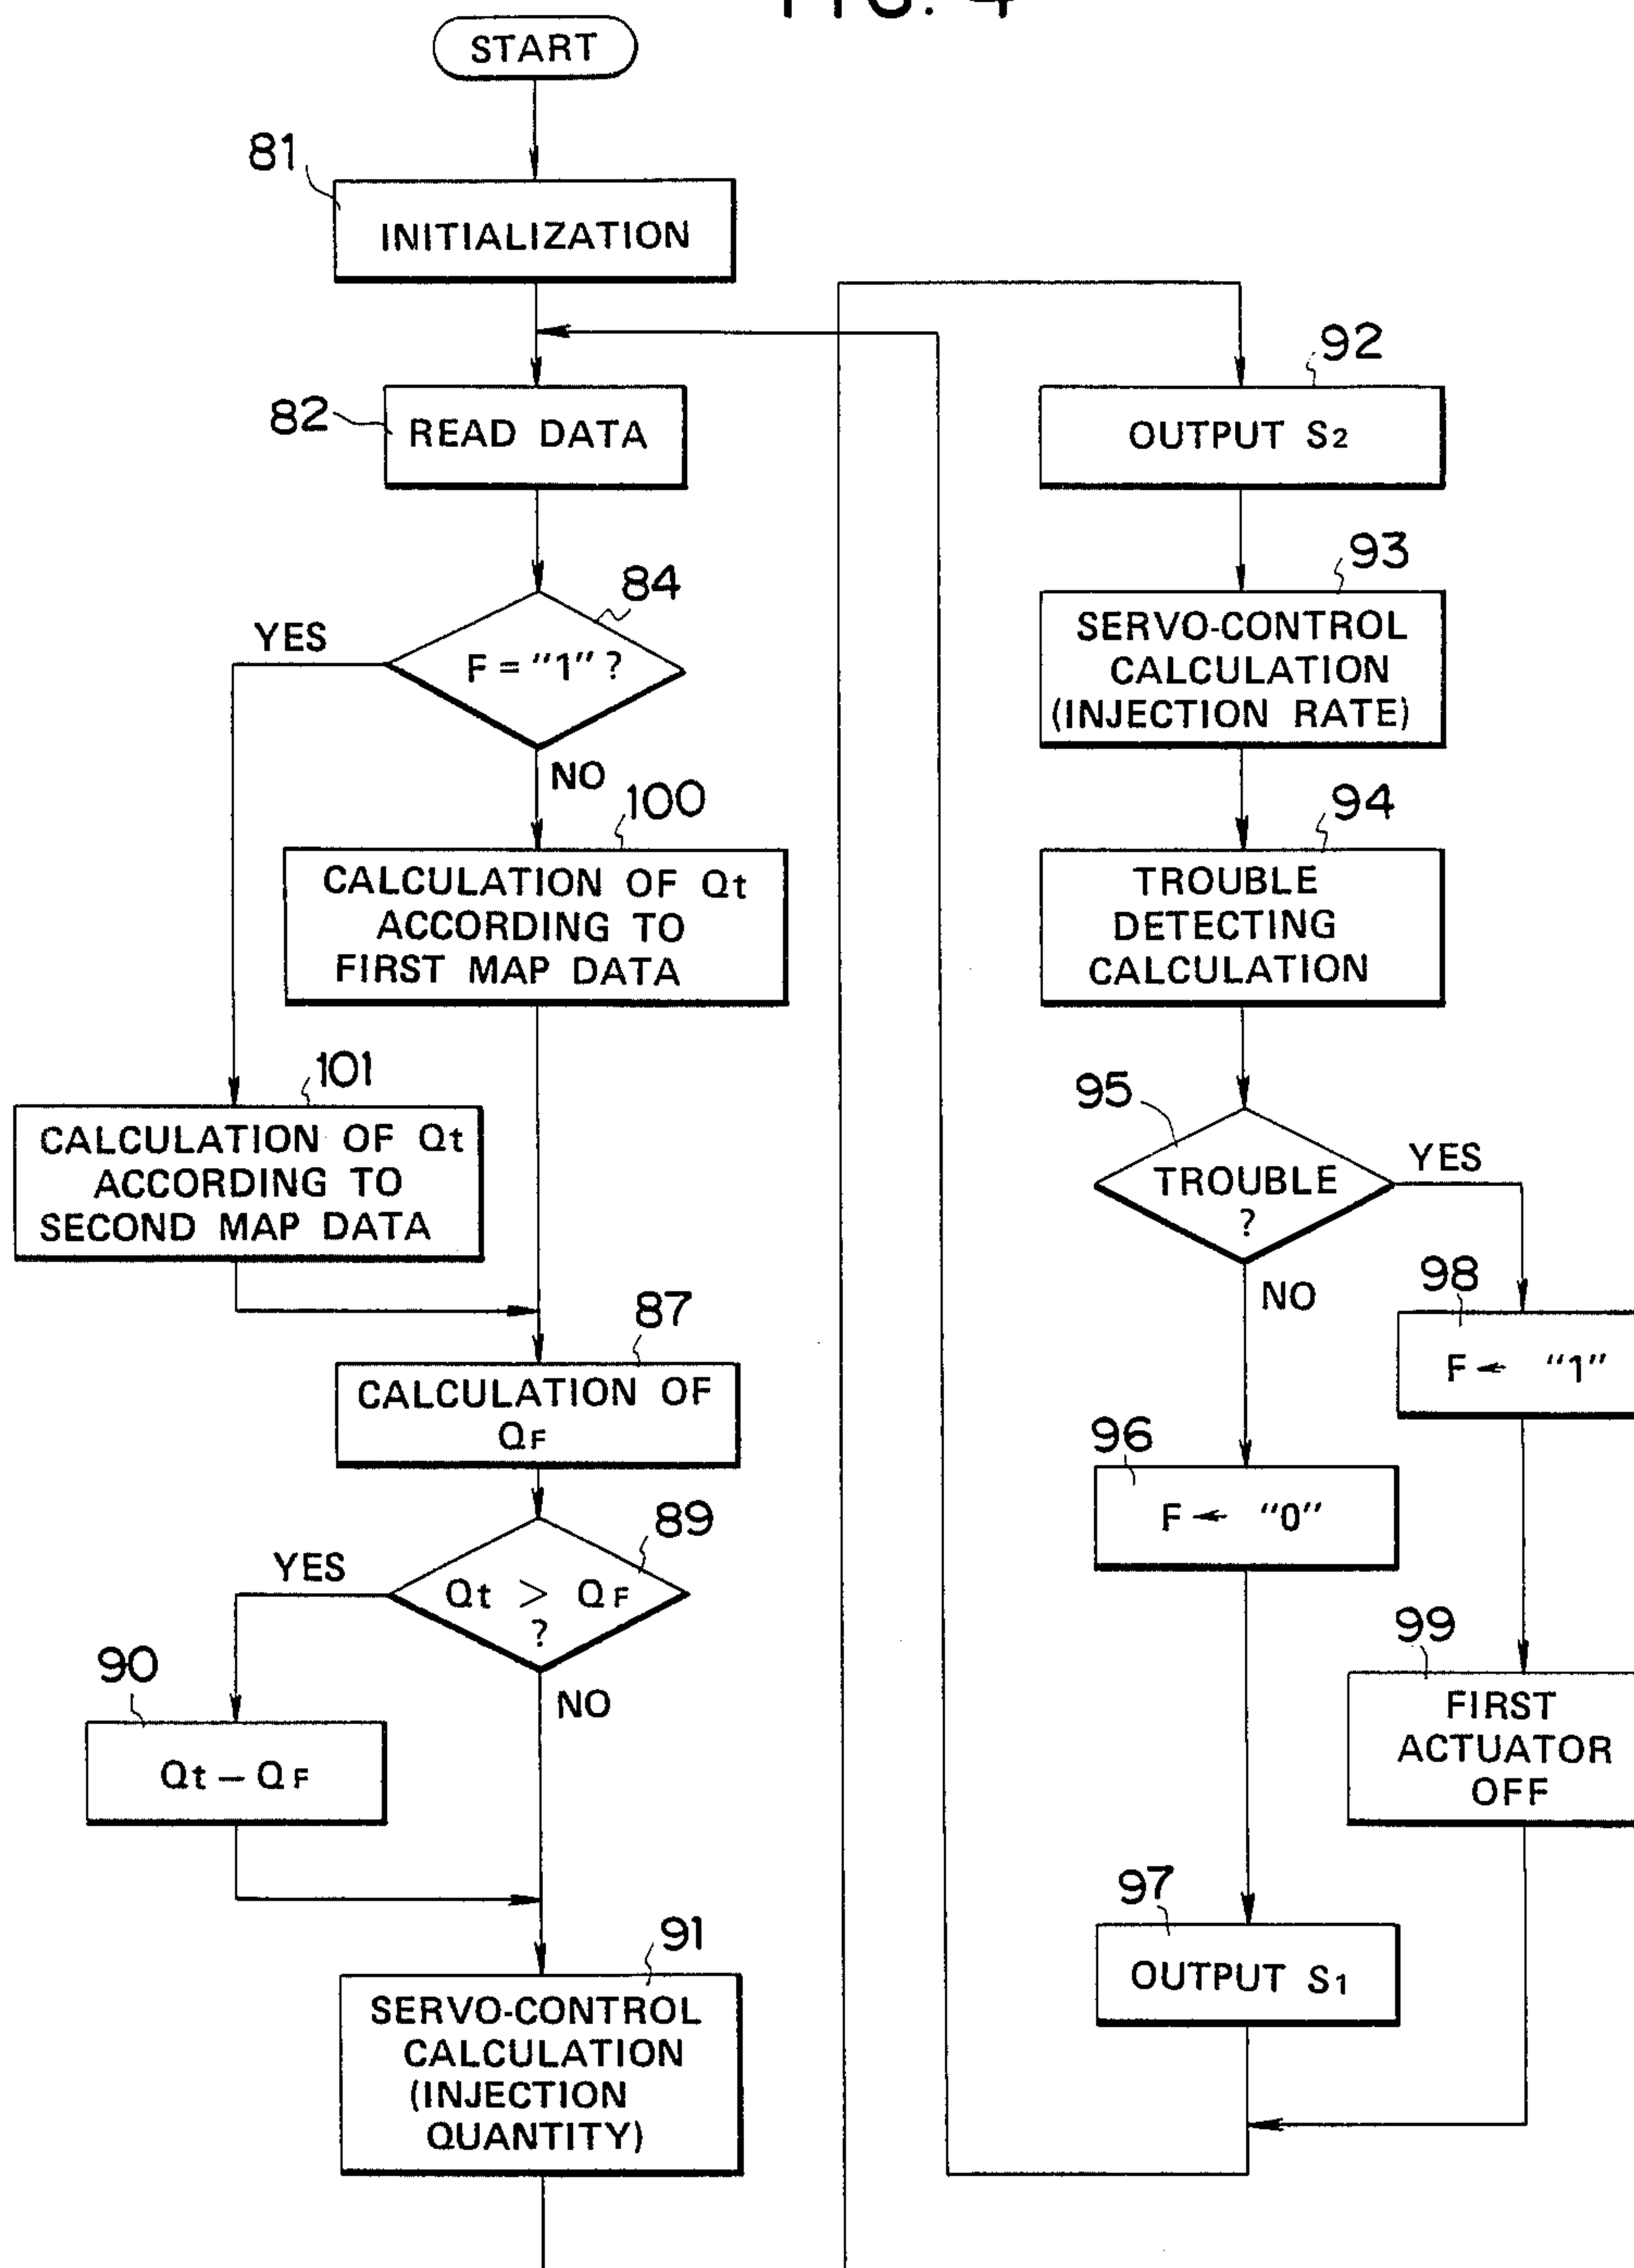 FIG. 4
START
81
INITIALIZATION
82
READ DATA
84
YES
F = "1" ?
NO
100
CALCULATION OF Qt
ACCORDING TO
FIRST MAP DATA
101
CALCULATION OF Qt
ACCORDING TO
SECOND MAP DATA
87
CALCULATION OF
QF
89
YES
Qt > QF
?
NO
90
Qt – QF
91
SERVO-CONTROL
CALCULATION
(INJECTION
QUANTITY)
92
OUTPUT S2
93
SERVO-CONTROL
CALCULATION
(INJECTION RATE)
94
TROUBLE
DETECTING
CALCULATION
95
TROUBLE
?
YES
NO
98
F ← "1"
96
F ← "0"
99
FIRST
ACTUATOR
OFF
97
OUTPUT S1